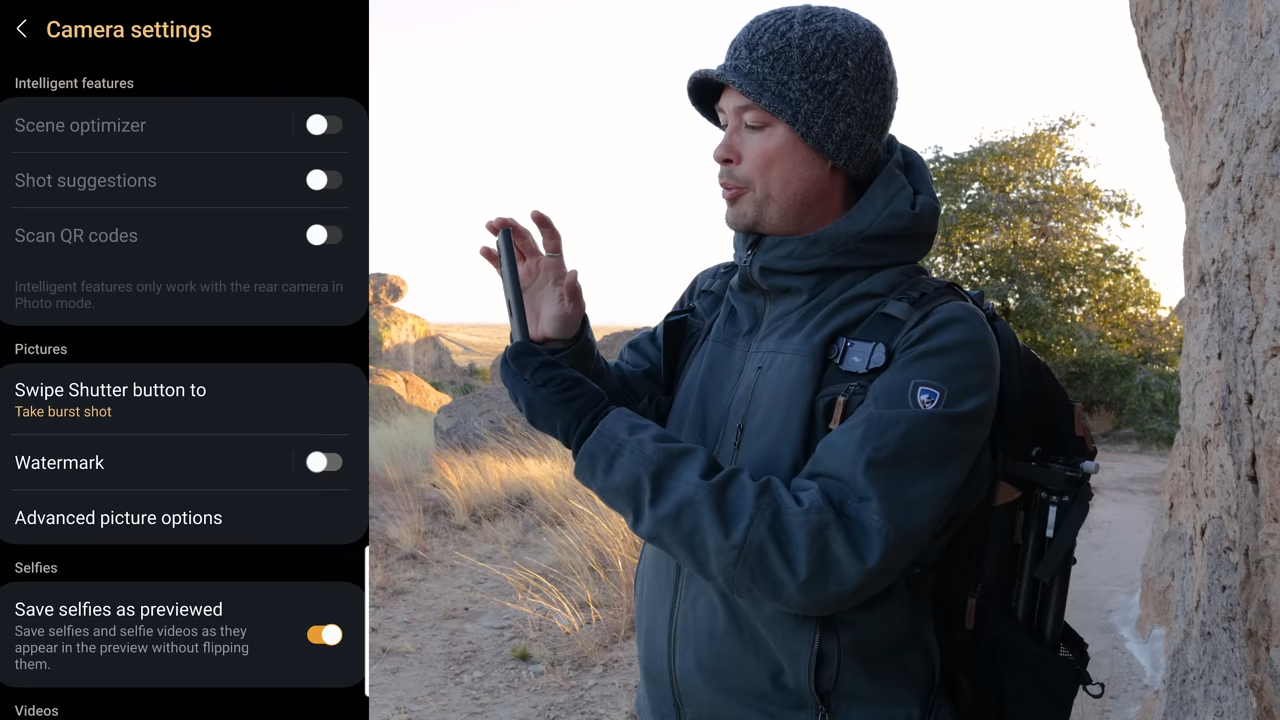 Camera settings
Intelligent features
Scene optimizer
Shot suggestions
Scan QR codes
Intelligent features only work with the rear camera in
Photo mode.
Pictures
Swipe Shutter button to
Take burst shot
Watermark
Advanced picture options
Selfies
Save selfies as previewed
Save selfies and selfie videos as they
appear in the preview without flipping
them.
Videos